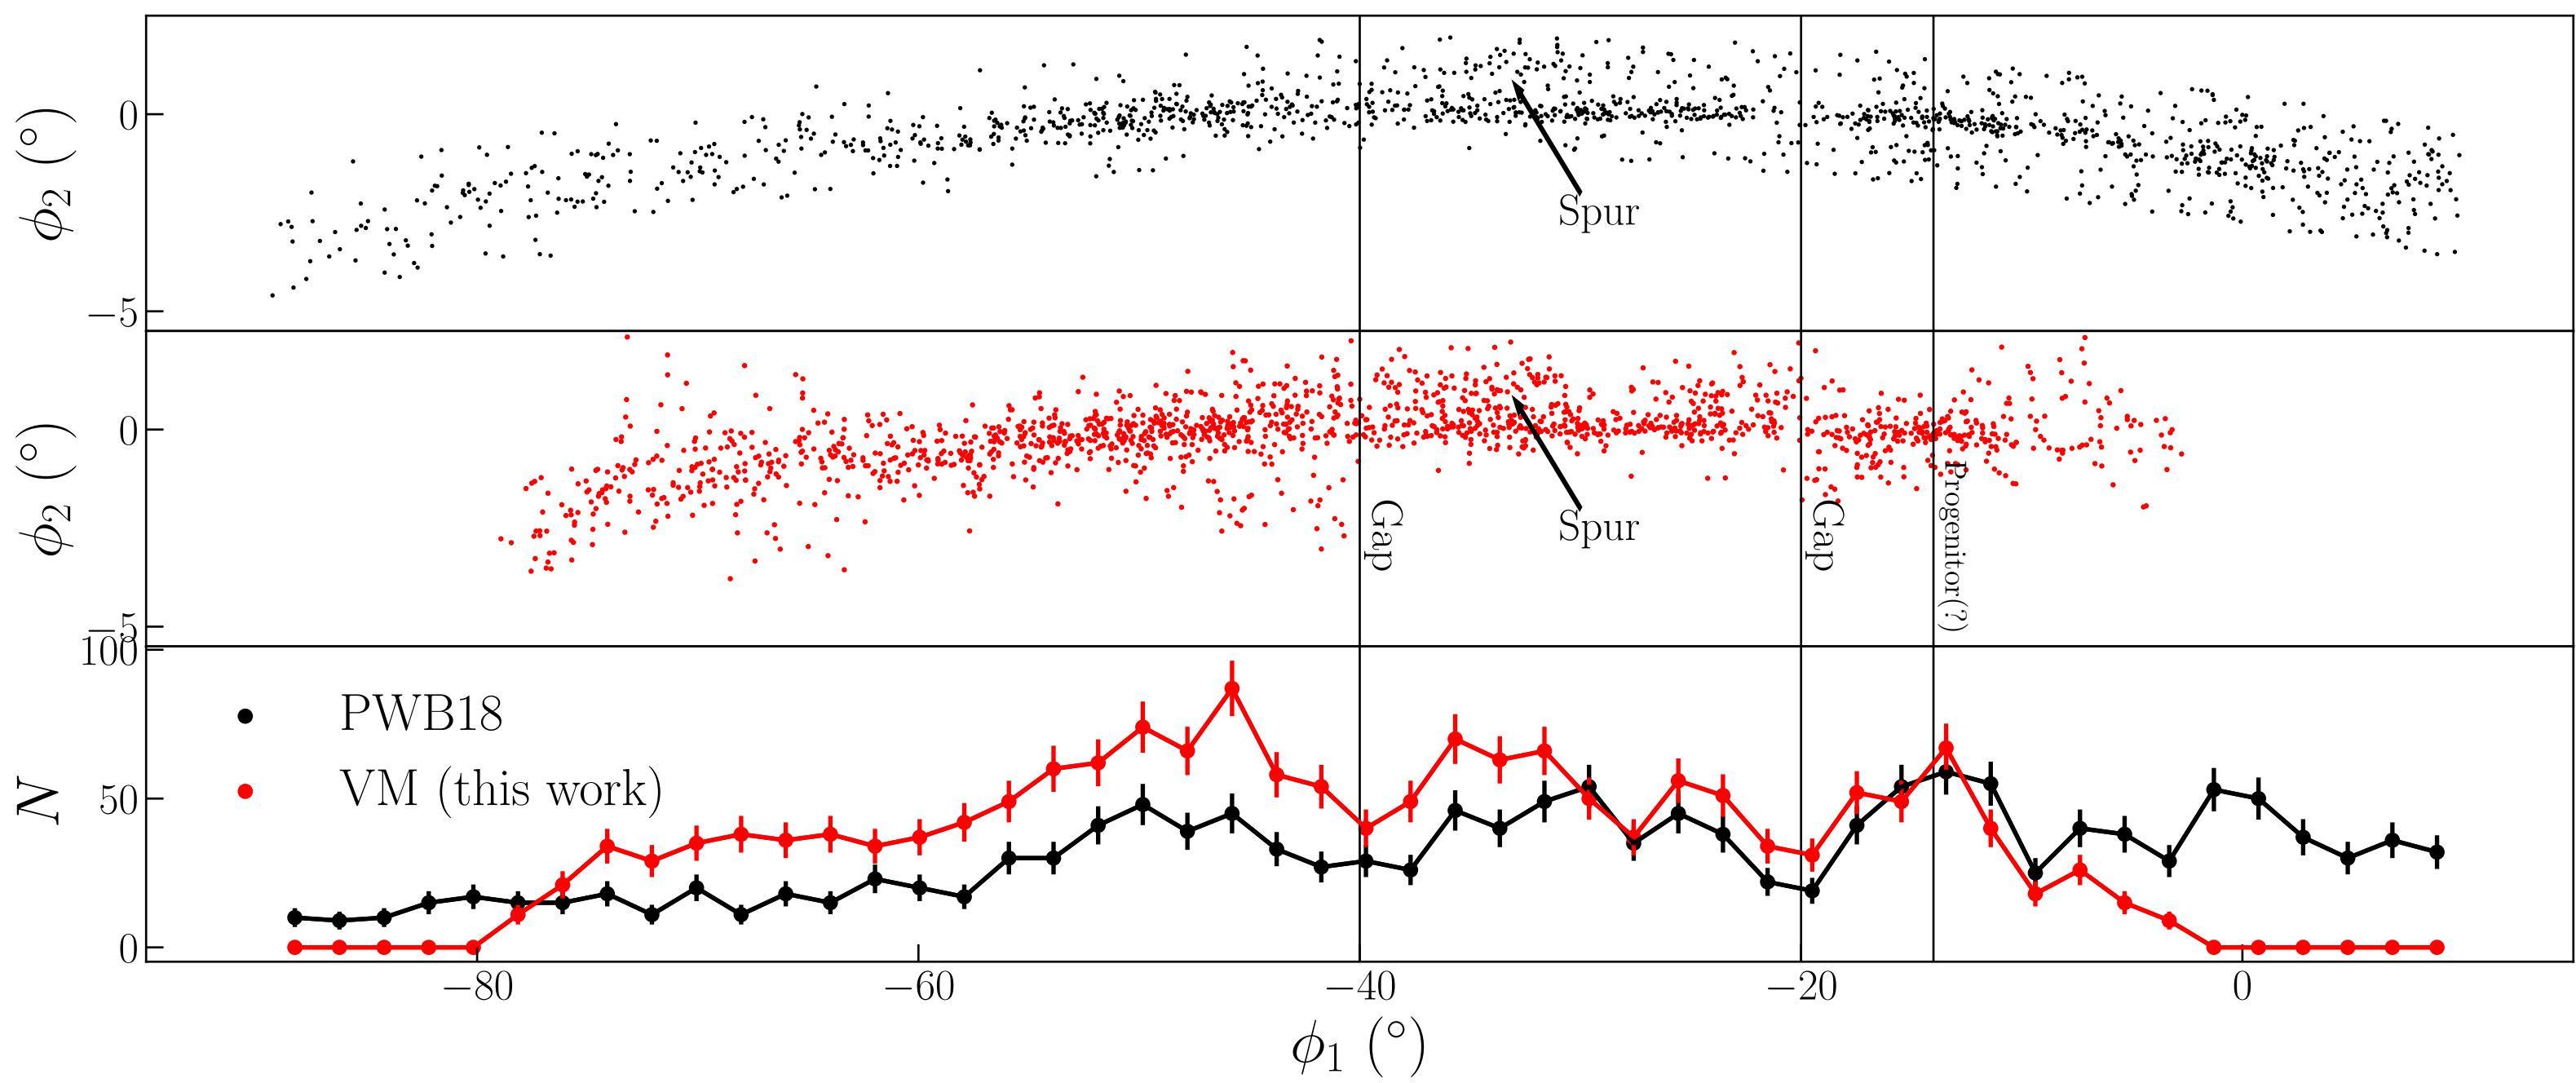 ϕ₂ (°)
0
−5
Spur
ϕ₂ (°)
0
−5
Gap
Spur
Gap
Progenitor(?)
N
100
50
0
PWB18
VM (this work)
−80
−60
−40
−20
0
ϕ₁ (°)